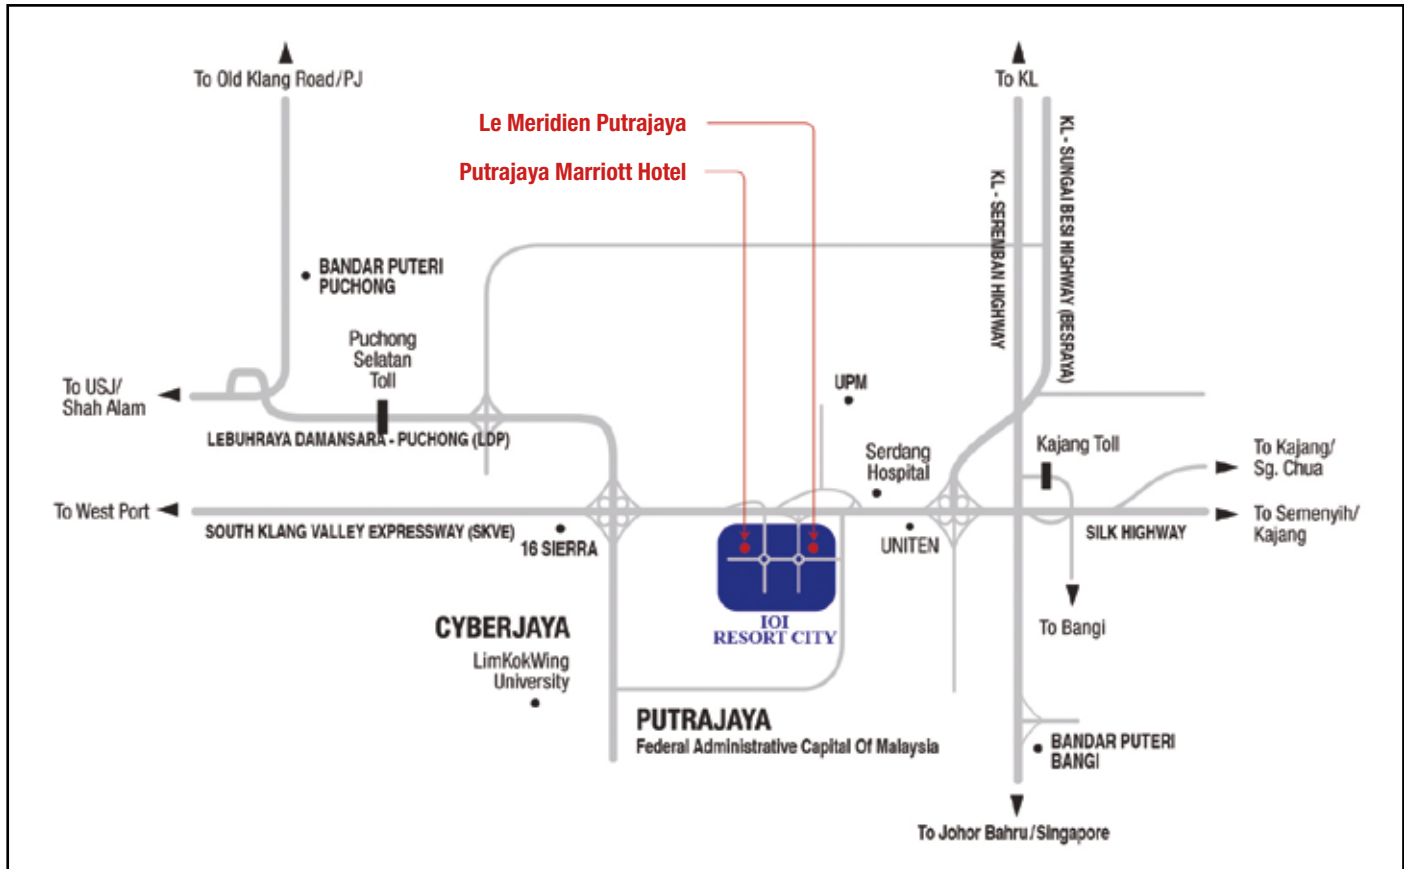 To Old Klang Road/PJ
To KL
Le Meridien Putrajaya
Putrajaya Marriott Hotel
KL - SEREMBAN HIGHWAY
KL - SUNGAI BESI HIGHWAY (BESRAYA)
BANDAR PUTERI
PUCHONG
Puchong
Selatan
Toll
To USJ/
Shah Alam
LEBUHRAYA DAMANSARA - PUCHONG (LDP)
UPM
Serdang
Hospital
Kajang Toll
To Kajang/
Sg. Chua
To West Port
SOUTH KLANG VALLEY EXPRESSWAY (SKVE)
16 SIERRA
UNITEN
SILK HIGHWAY
To Semenyih/
Kajang
IOI
RESORT CITY
CYBERJAYA
LimKokWing
University
To Bangi
PUTRAJAYA
Federal Administrative Capital Of Malaysia
BANDAR PUTERI
BANGI
To Johor Bahru/Singapore